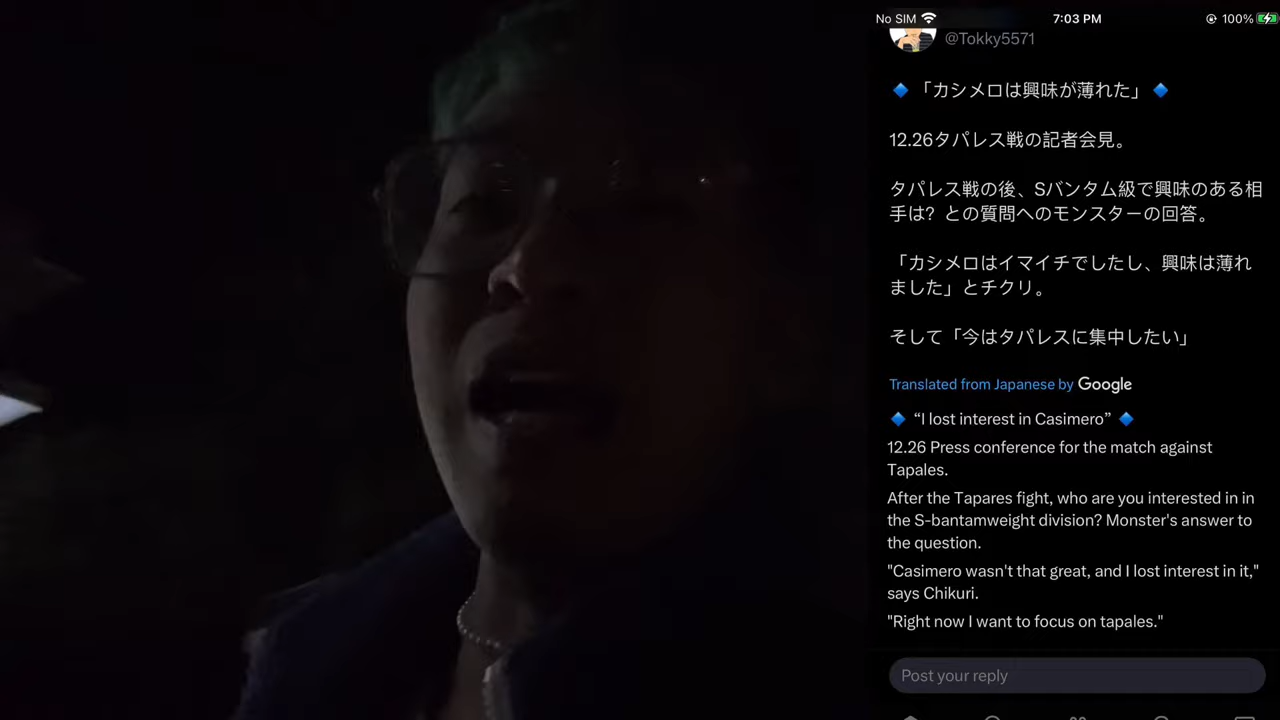 No SIM 7:03 PM 100%
@Tokky5571
🔷「カシメロは興味が薄れた」🔷
12.26タパレス戦の記者会見。
タパレス戦の後、Sバンタム級で興味のある相
手は? との質問へのモンスターの回答。
「カシメロはイマイチでしたし、興味は薄れ
ました」とチクリ。
そして「今はタパレスに集中したい」
Translated from Japanese by Google
🔷 “I lost interest in Casimero” 🔷
12.26 Press conference for the match against
Tapales.
After the Tapares fight, who are you interested in in
the S-bantamweight division? Monster's answer to
the question.
"Casimero wasn't that great, and I lost interest in it,"
says Chikuri.
"Right now I want to focus on tapales."
Post your reply